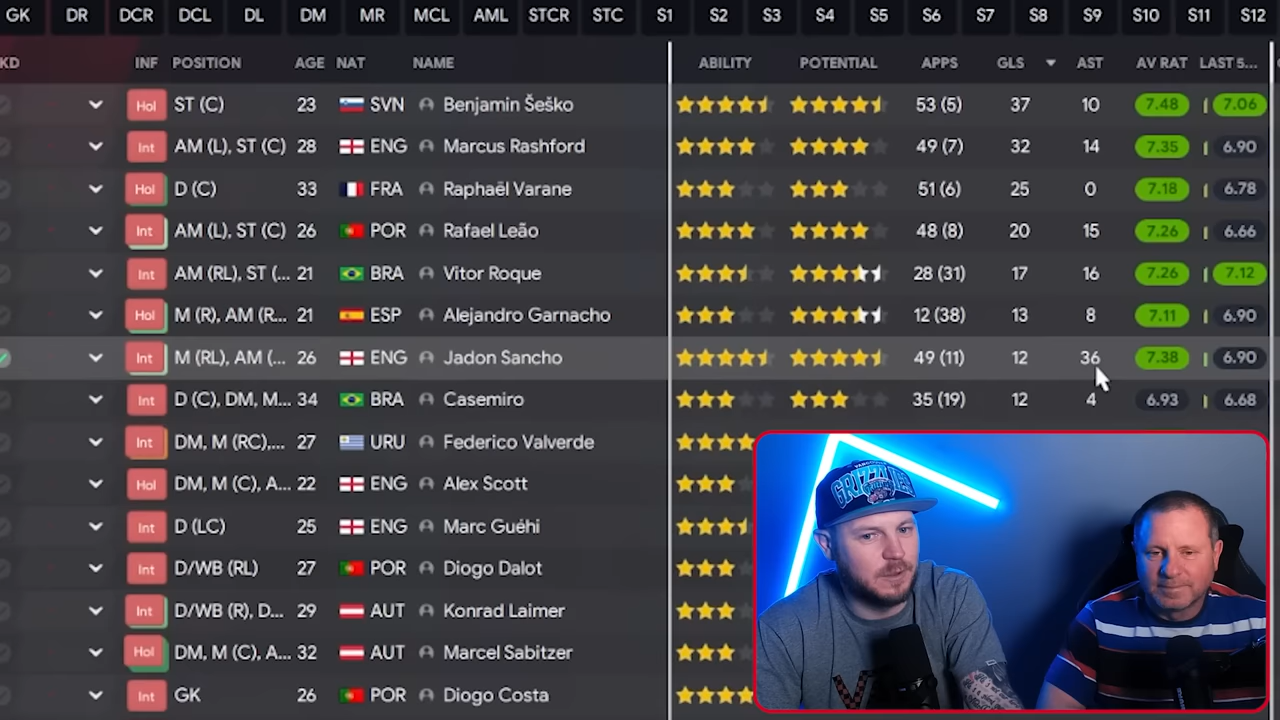 GK DR DCR DCL DL DM MR MCL AML STCR STC S1 S2 S3 S4 S5 S6 S7 S8 S9 S10 S11 S12
KD INF POSITION AGE NAT NAME ABILITY POTENTIAL APPS GLS AST AV RAT LAST 5...
Hol ST (C) 23 SVN Benjamin Šeško 53 (5) 37 10 7.48 7.06
Int AM (L), ST (C) 28 ENG Marcus Rashford 49 (7) 32 14 7.35 6.90
Hol D (C) 33 FRA Raphaël Varane 51 (6) 25 0 7.18 6.78
Int AM (L), ST (C) 26 POR Rafael Leão 48 (8) 20 15 7.26 6.66
Int AM (RL), ST (... 21 BRA Vitor Roque 28 (31) 17 16 7.26 7.12
Hol M (R), AM (R... 21 ESP Alejandro Garnacho 12 (38) 13 8 7.11 6.90
Int M (RL), AM (... 26 ENG Jadon Sancho 49 (11) 12 36 7.38 6.90
Int D (C), DM, M... 34 BRA Casemiro 35 (19) 12 4 6.93 6.68
Int DM, M (RC),... 27 URU Federico Valverde
Hol DM, M (C), A... 22 ENG Alex Scott
Int D (LC) 25 ENG Marc Guéhi
Int D/WB (RL) 27 POR Diogo Dalot
Int D/WB (R), D... 29 AUT Konrad Laimer
Hol DM, M (C), A... 32 AUT Marcel Sabitzer
Int GK 26 POR Diogo Costa
GRIZZLIES